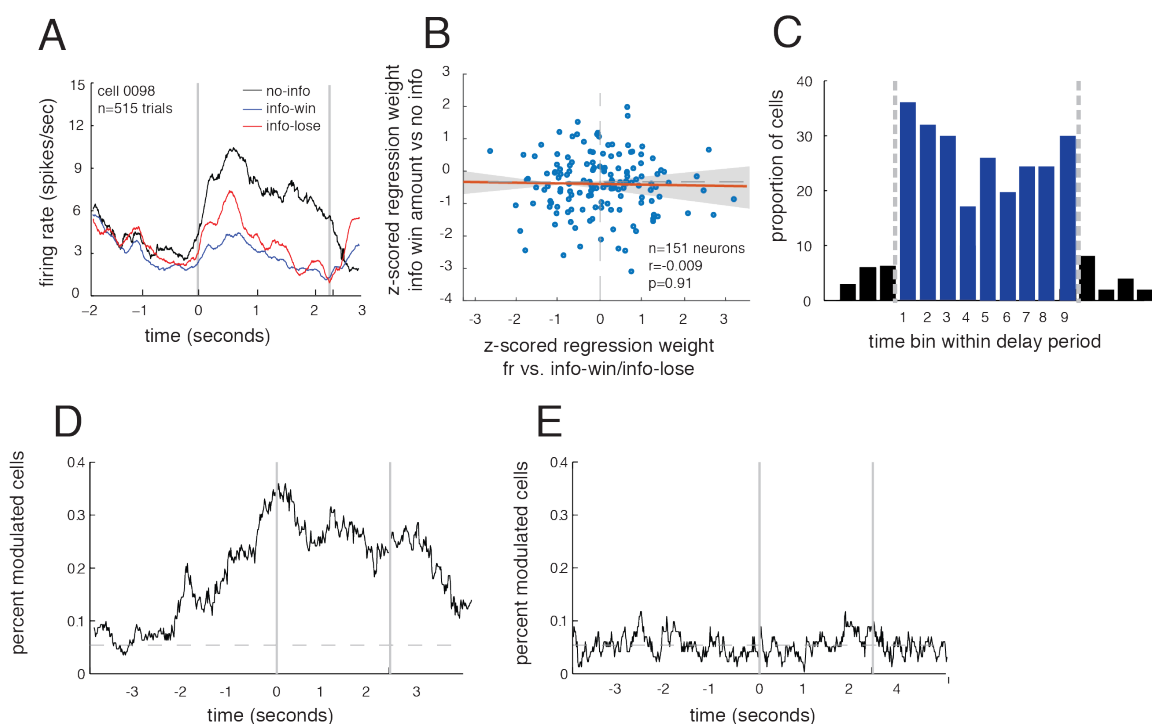 A
firing rate (spikes/sec)
15
12
9
6
3
0
cell 0098
n=515 trials
no-info
info-win
info-lose
−2
−1
0
1
2
3
time (seconds)
B
z-scored regression weight
info win amount vs no info
3
2
1
0
-1
-2
-3
-4
n=151 neurons
r=-0.009
p=0.91
-3
-2
-1
0
1
2
3
z-scored regression weight
fr vs. info-win/info-lose
C
proportion of cells
40
30
20
10
0
1
2
3
4
5
6
7
8
9
time bin within delay period
D
percent modulated cells
0.4
0.3
0.2
0.1
0
-3
-2
-1
0
1
2
3
time (seconds)
E
percent modulated cells
0.4
0.3
0.2
0.1
0
-3
-2
-1
0
1
2
4
time (seconds)